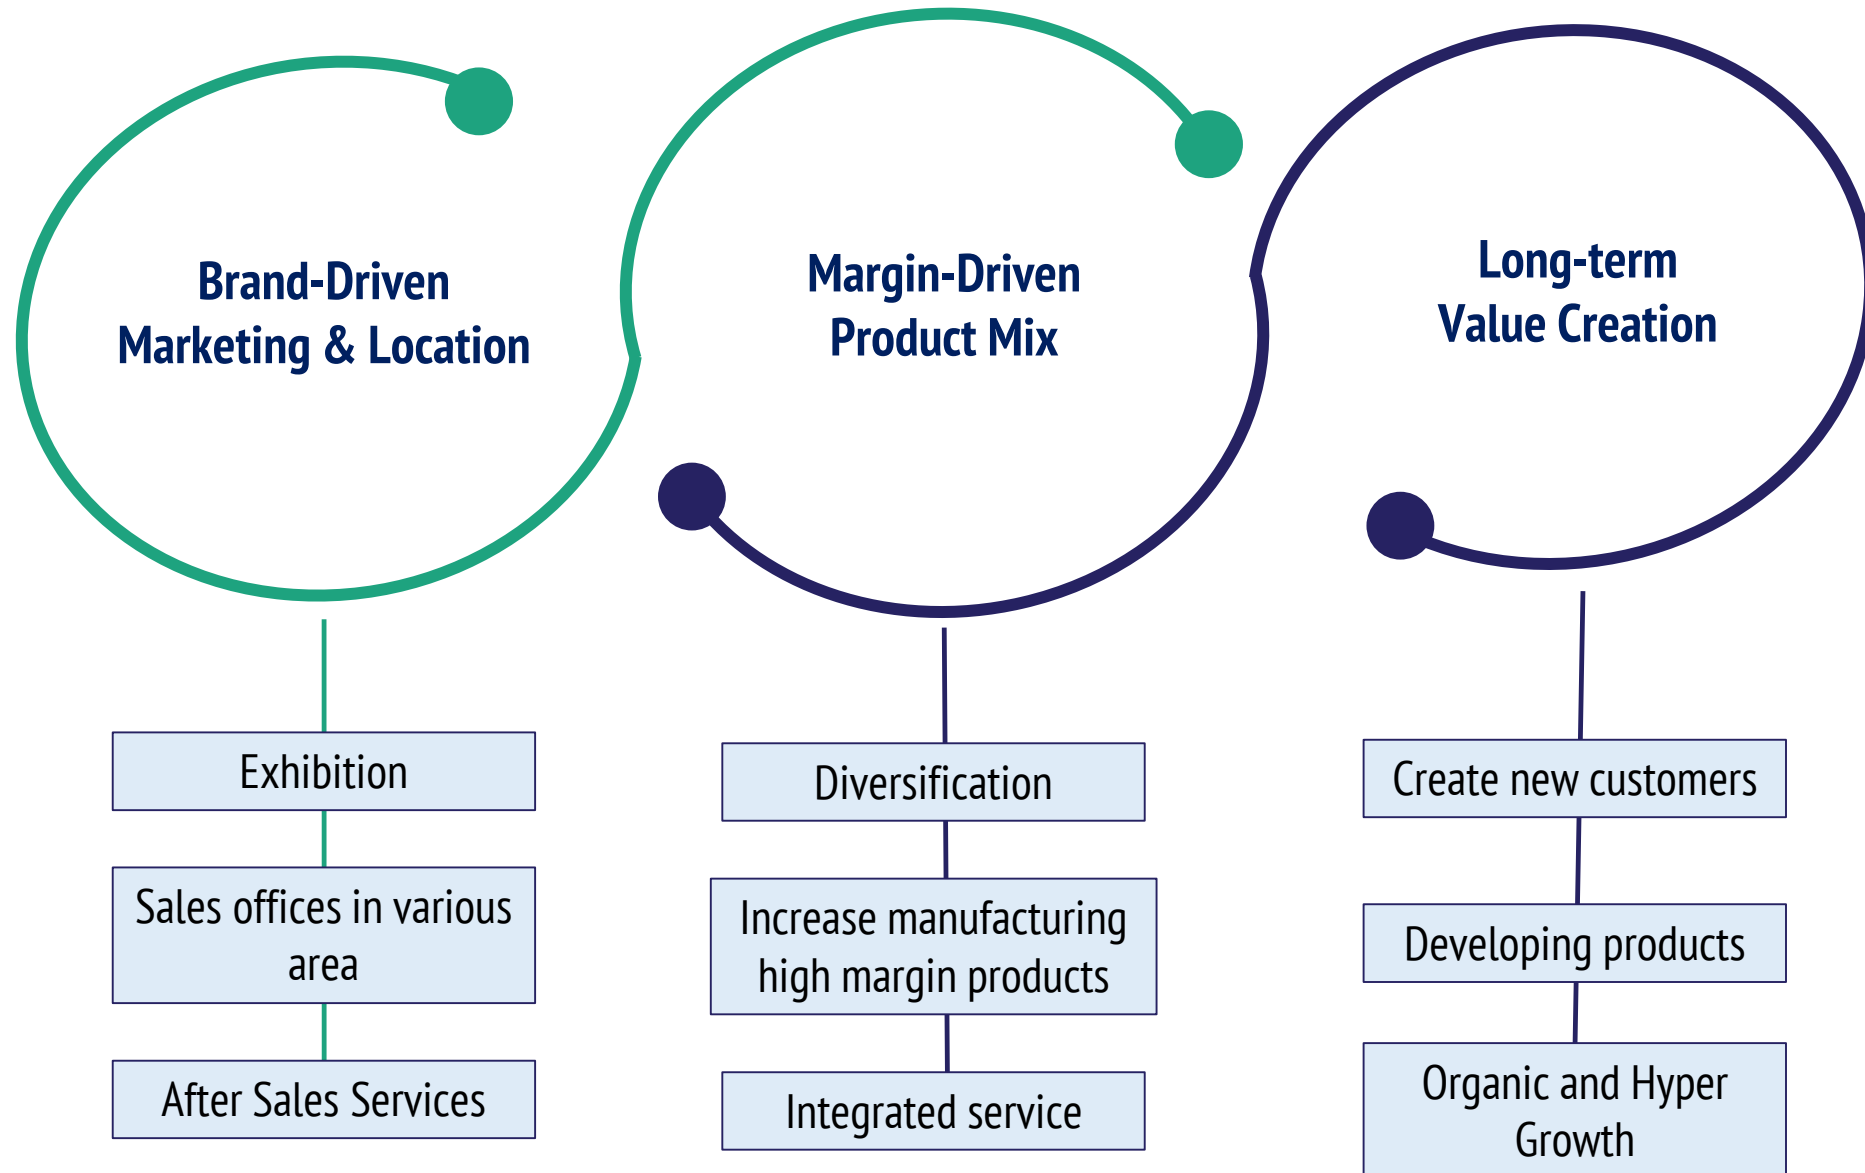 Brand-Driven
Marketing & Location
Margin-Driven
Product Mix
Long-term
Value Creation
Exhibition
Sales offices in various
area
After Sales Services
Diversification
Increase manufacturing
high margin products
Integrated service
Create new customers
Developing products
Organic and Hyper
Growth